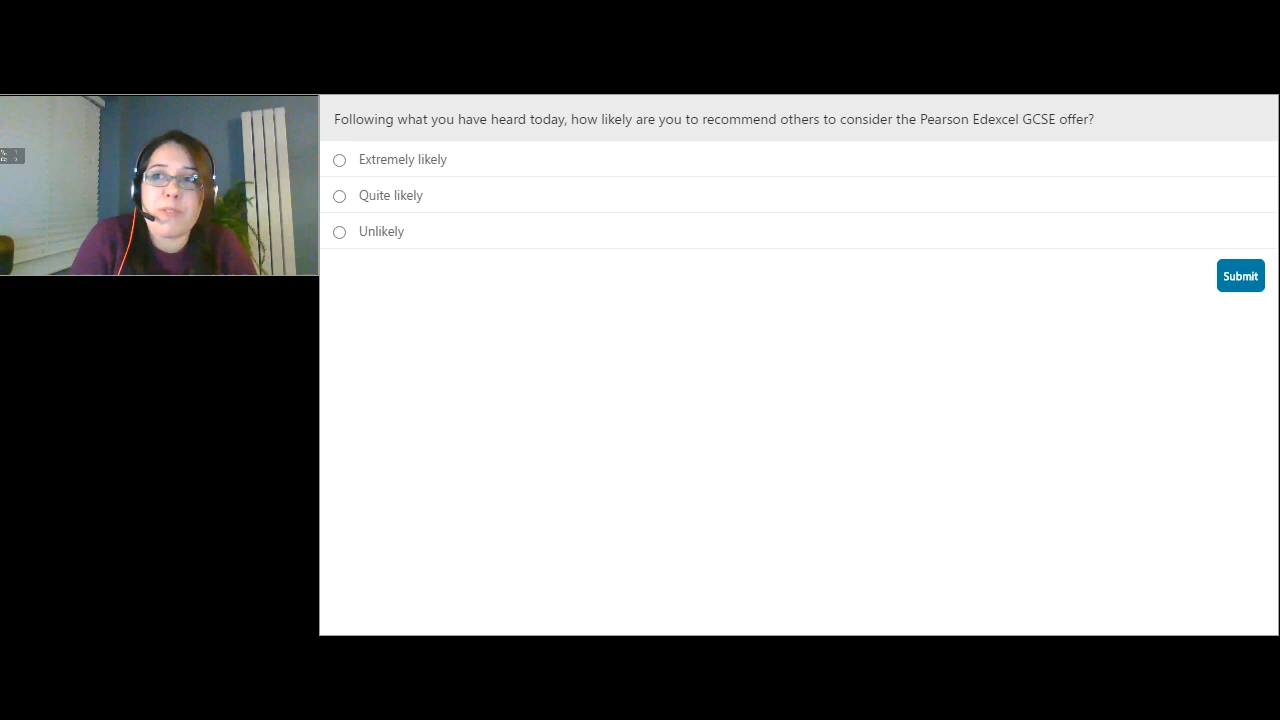 Following what you have heard today, how likely are you to recommend others to consider the Pearson Edexcel GCSE offer?
Extremely likely
Quite likely
Unlikely
Submit